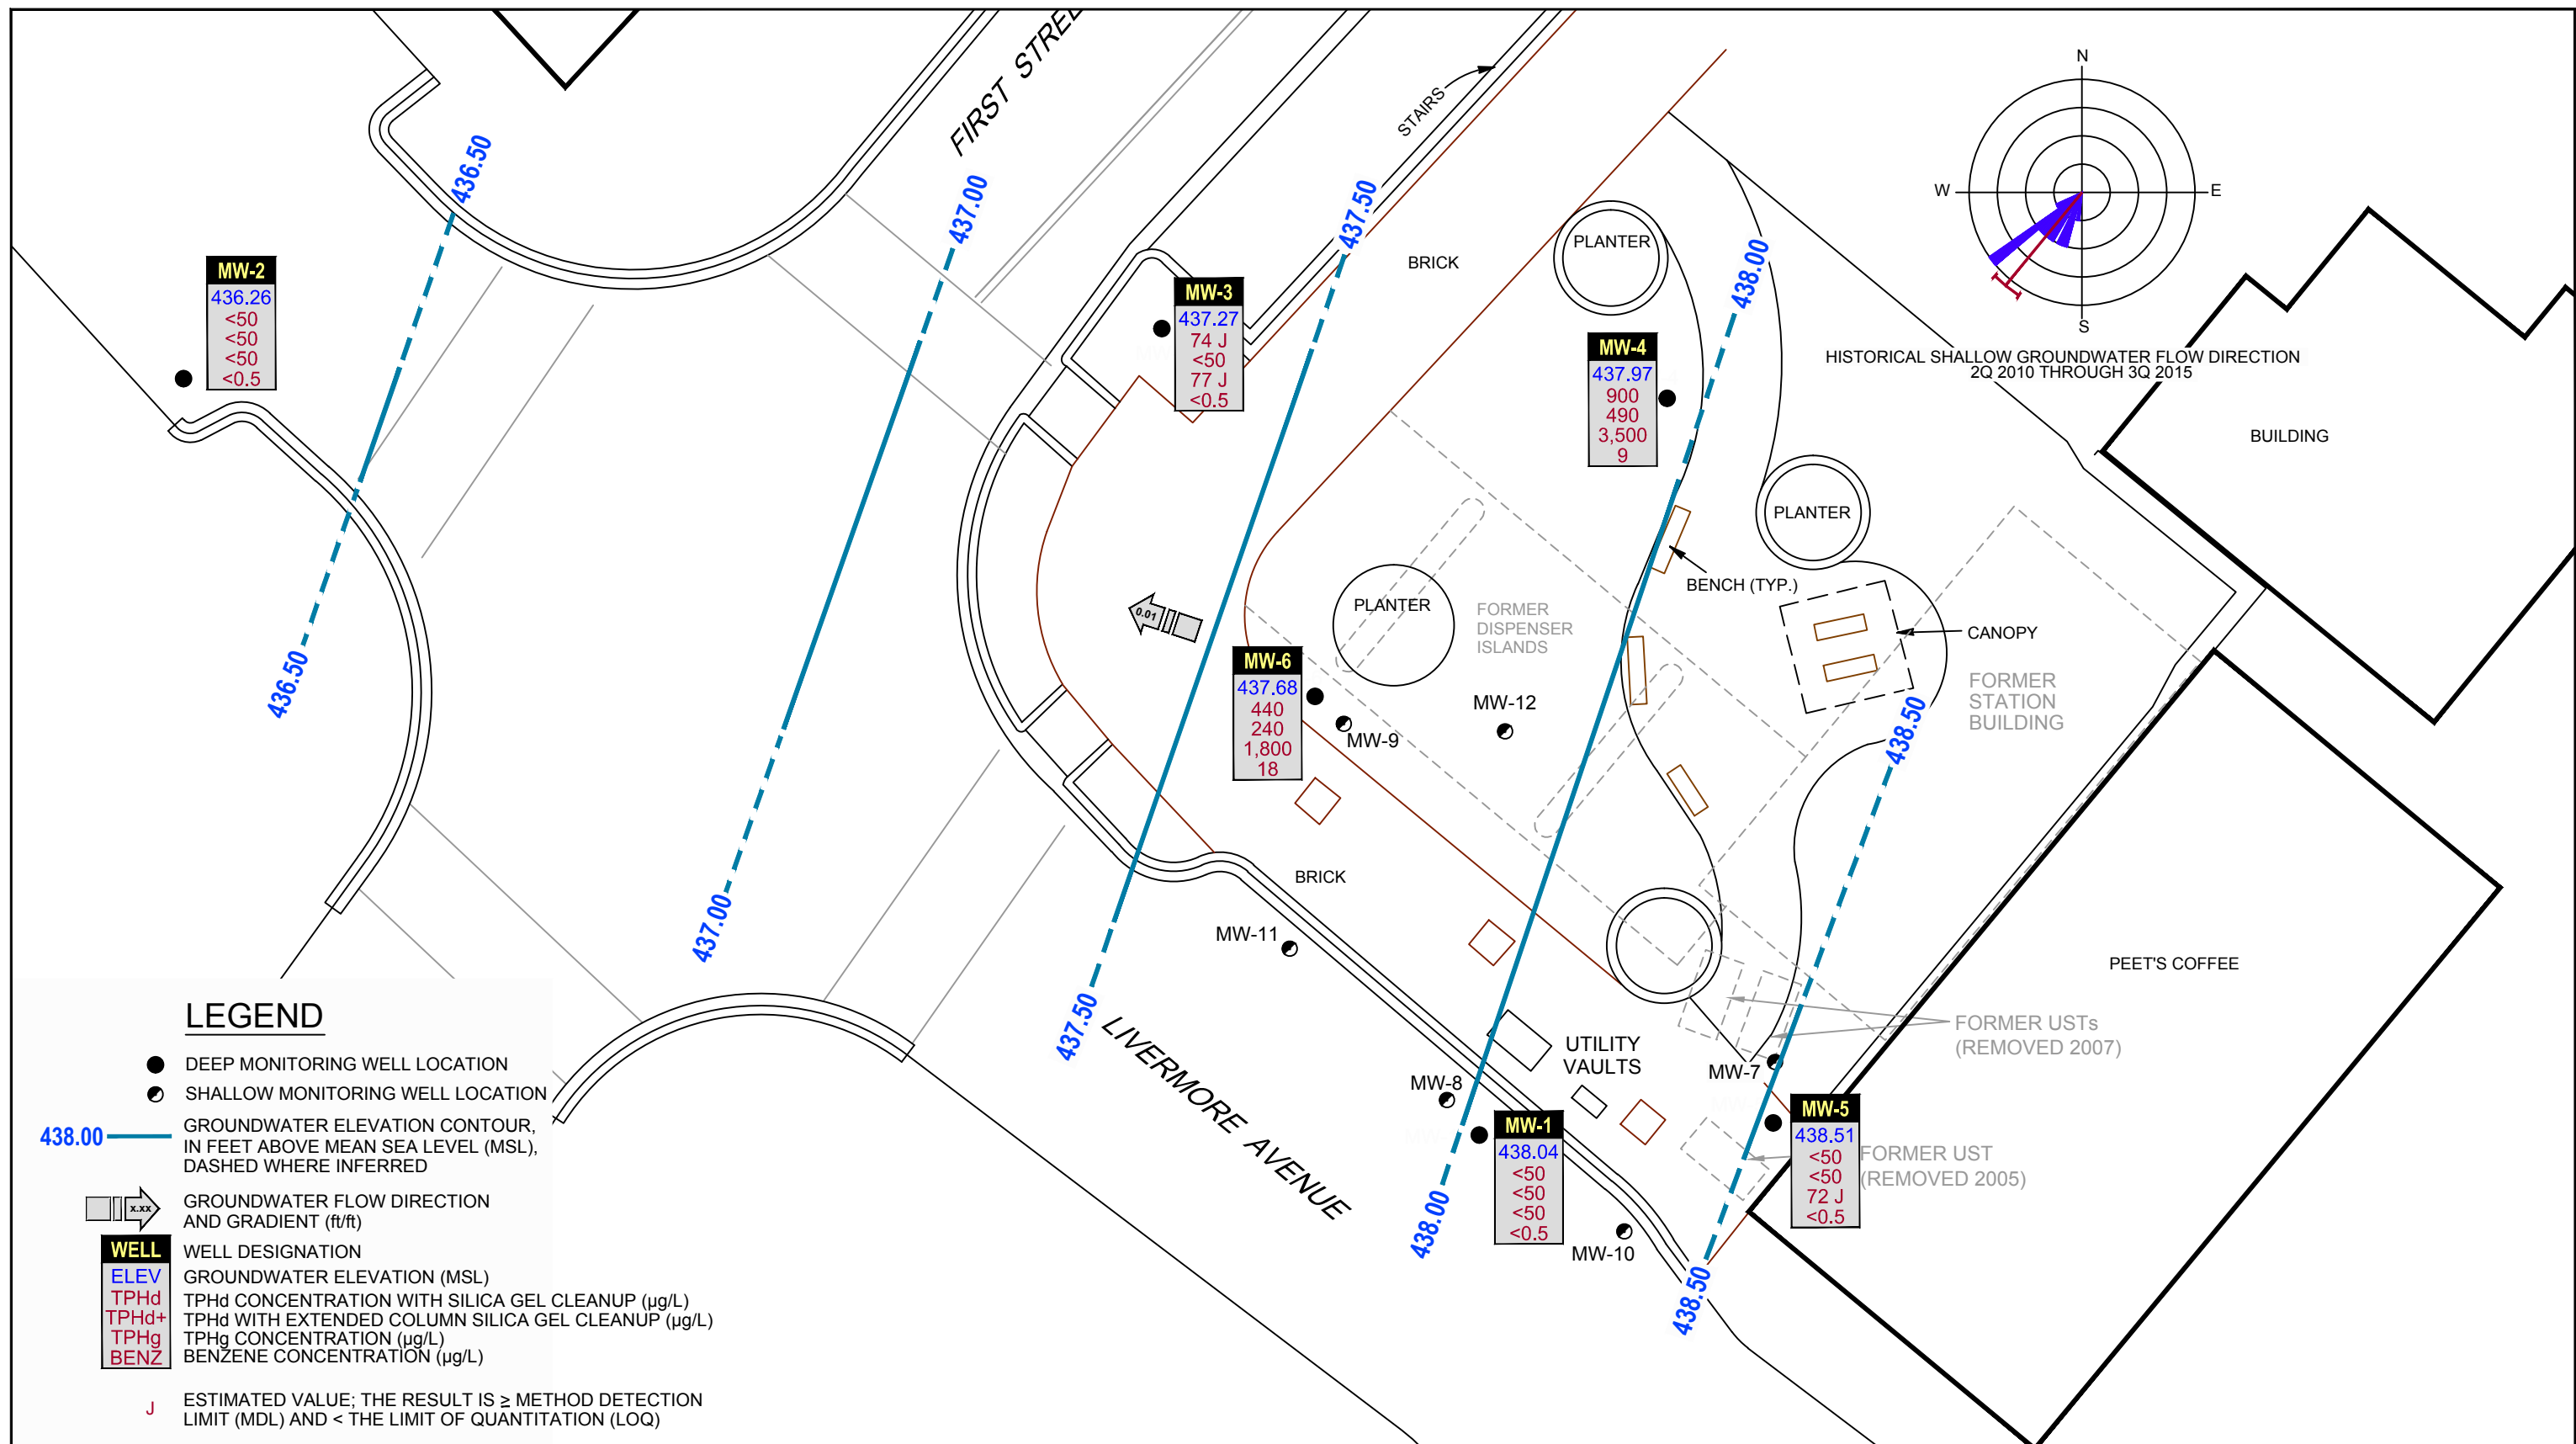 FIRST STREE
STAIRS
N
W
E
S
HISTORICAL SHALLOW GROUNDWATER FLOW DIRECTION
2Q 2010 THROUGH 3Q 2015
436.50
437.00
437.50
438.00
MW-2
436.26
<50
<50
<50
<0.5
MW-3
437.27
74 J
<50
77 J
<0.5
BRICK
PLANTER
MW-4
437.97
900
490
3,500
9
BUILDING
PLANTER
BENCH (TYP.)
CANOPY
FORMER
STATION
BUILDING
PLANTER
FORMER
DISPENSER
ISLANDS
0.01
MW-6
437.68
440
240
1,800
18
MW-9
MW-12
436.50
438.50
437.00
BRICK
MW-11
PEET'S COFFEE
437.50
LIVERMORE AVENUE
UTILITY
VAULTS
FORMER USTs
(REMOVED 2007)
MW-7
MW-8
MW-1
438.04
<50
<50
<50
<0.5
MW-5
438.51
<50
<50
72 J
<0.5
FORMER UST
(REMOVED 2005)
438.00
MW-10
438.50
LEGEND
DEEP MONITORING WELL LOCATION
SHALLOW MONITORING WELL LOCATION
438.00
GROUNDWATER ELEVATION CONTOUR,
IN FEET ABOVE MEAN SEA LEVEL (MSL),
DASHED WHERE INFERRED
x.xx
GROUNDWATER FLOW DIRECTION
AND GRADIENT (ft/ft)
WELL WELL DESIGNATION
ELEV GROUNDWATER ELEVATION (MSL)
TPHd TPHd CONCENTRATION WITH SILICA GEL CLEANUP (µg/L)
TPHd+ TPHd WITH EXTENDED COLUMN SILICA GEL CLEANUP (µg/L)
TPHg TPHg CONCENTRATION (µg/L)
BENZ BENZENE CONCENTRATION (µg/L)
J ESTIMATED VALUE; THE RESULT IS ≥ METHOD DETECTION
LIMIT (MDL) AND < THE LIMIT OF QUANTITATION (LOQ)